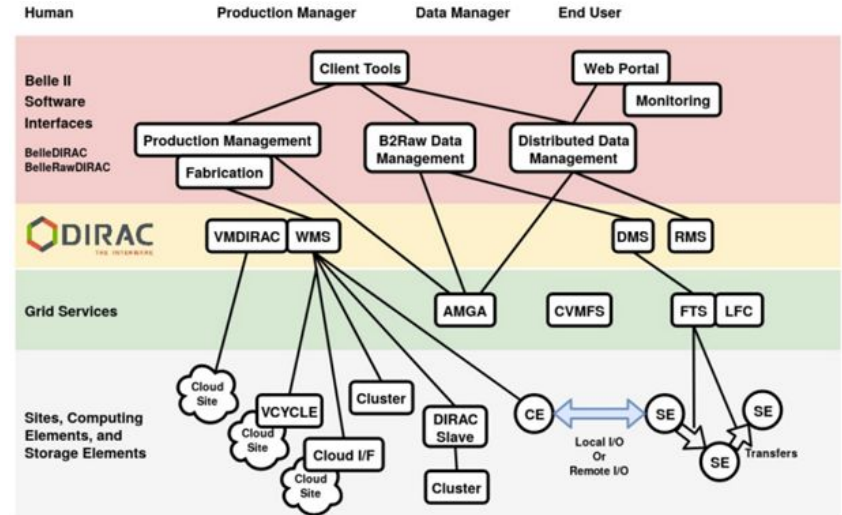 Human
Production Manager
Data Manager
End User
Belle II
Software
Interfaces
BelleDIRAC
BelleRawDIRAC
Client Tools
Web Portal
Monitoring
Production Management
Fabrication
B2Raw Data
Management
Distributed Data
Management
DIRAC
THE INTERWARE
VMDIRAC
WMS
DMS
RMS
Grid Services
AMGA
CVMFS
FTS
LFC
Sites, Computing
Elements, and
Storage Elements
Cloud
Site
VCYCLE
Cloud
Site
Cloud I/F
Cloud
Site
Cluster
DIRAC
Slave
Cluster
CE
Local I/O
Or
Remote I/O
SE
SE
SE
Transfers